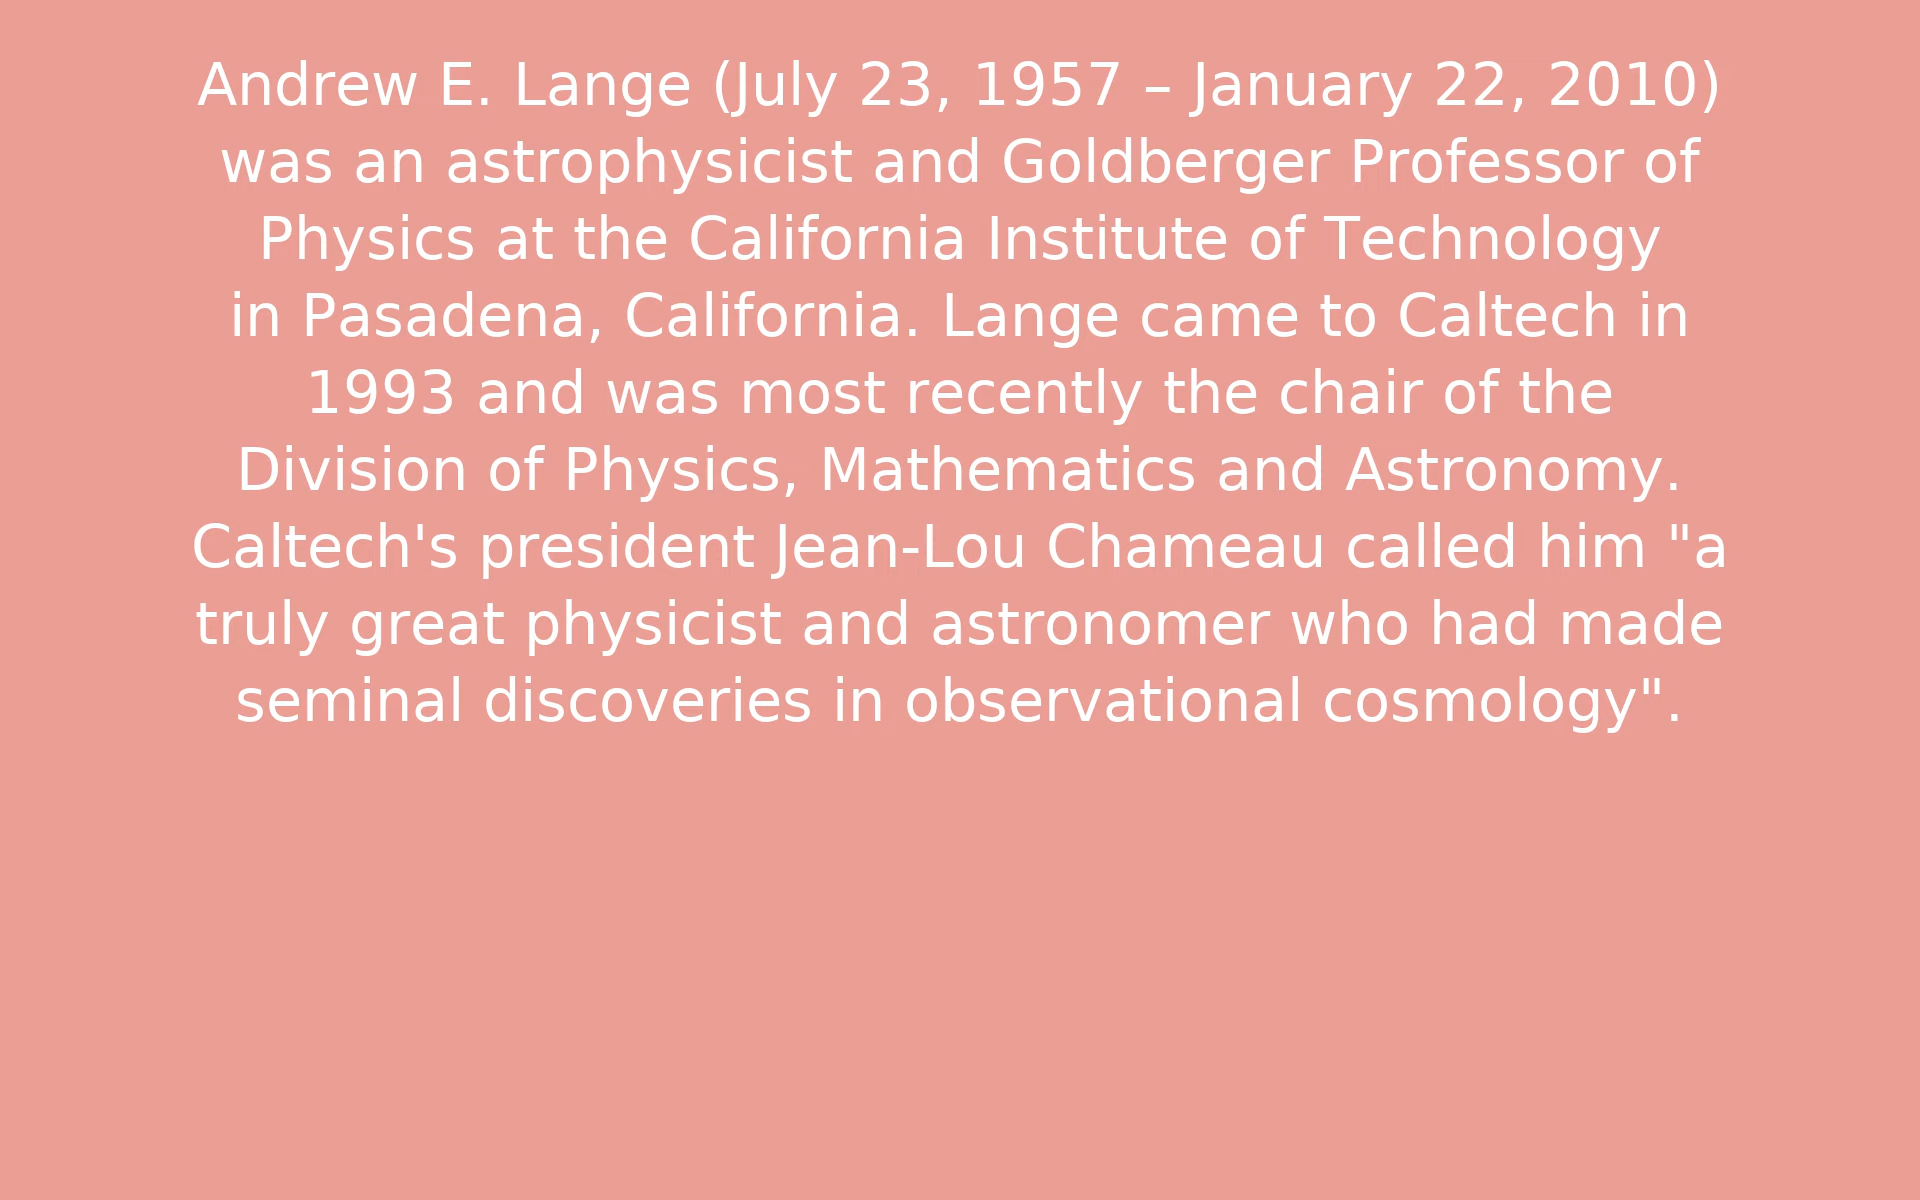 Andrew E. Lange (July 23, 1957 – January 22, 2010)
was an astrophysicist and Goldberger Professor of
Physics at the California Institute of Technology
in Pasadena, California. Lange came to Caltech in
1993 and was most recently the chair of the
Division of Physics, Mathematics and Astronomy.
Caltech's president Jean-Lou Chameau called him "a
truly great physicist and astronomer who had made
seminal discoveries in observational cosmology".